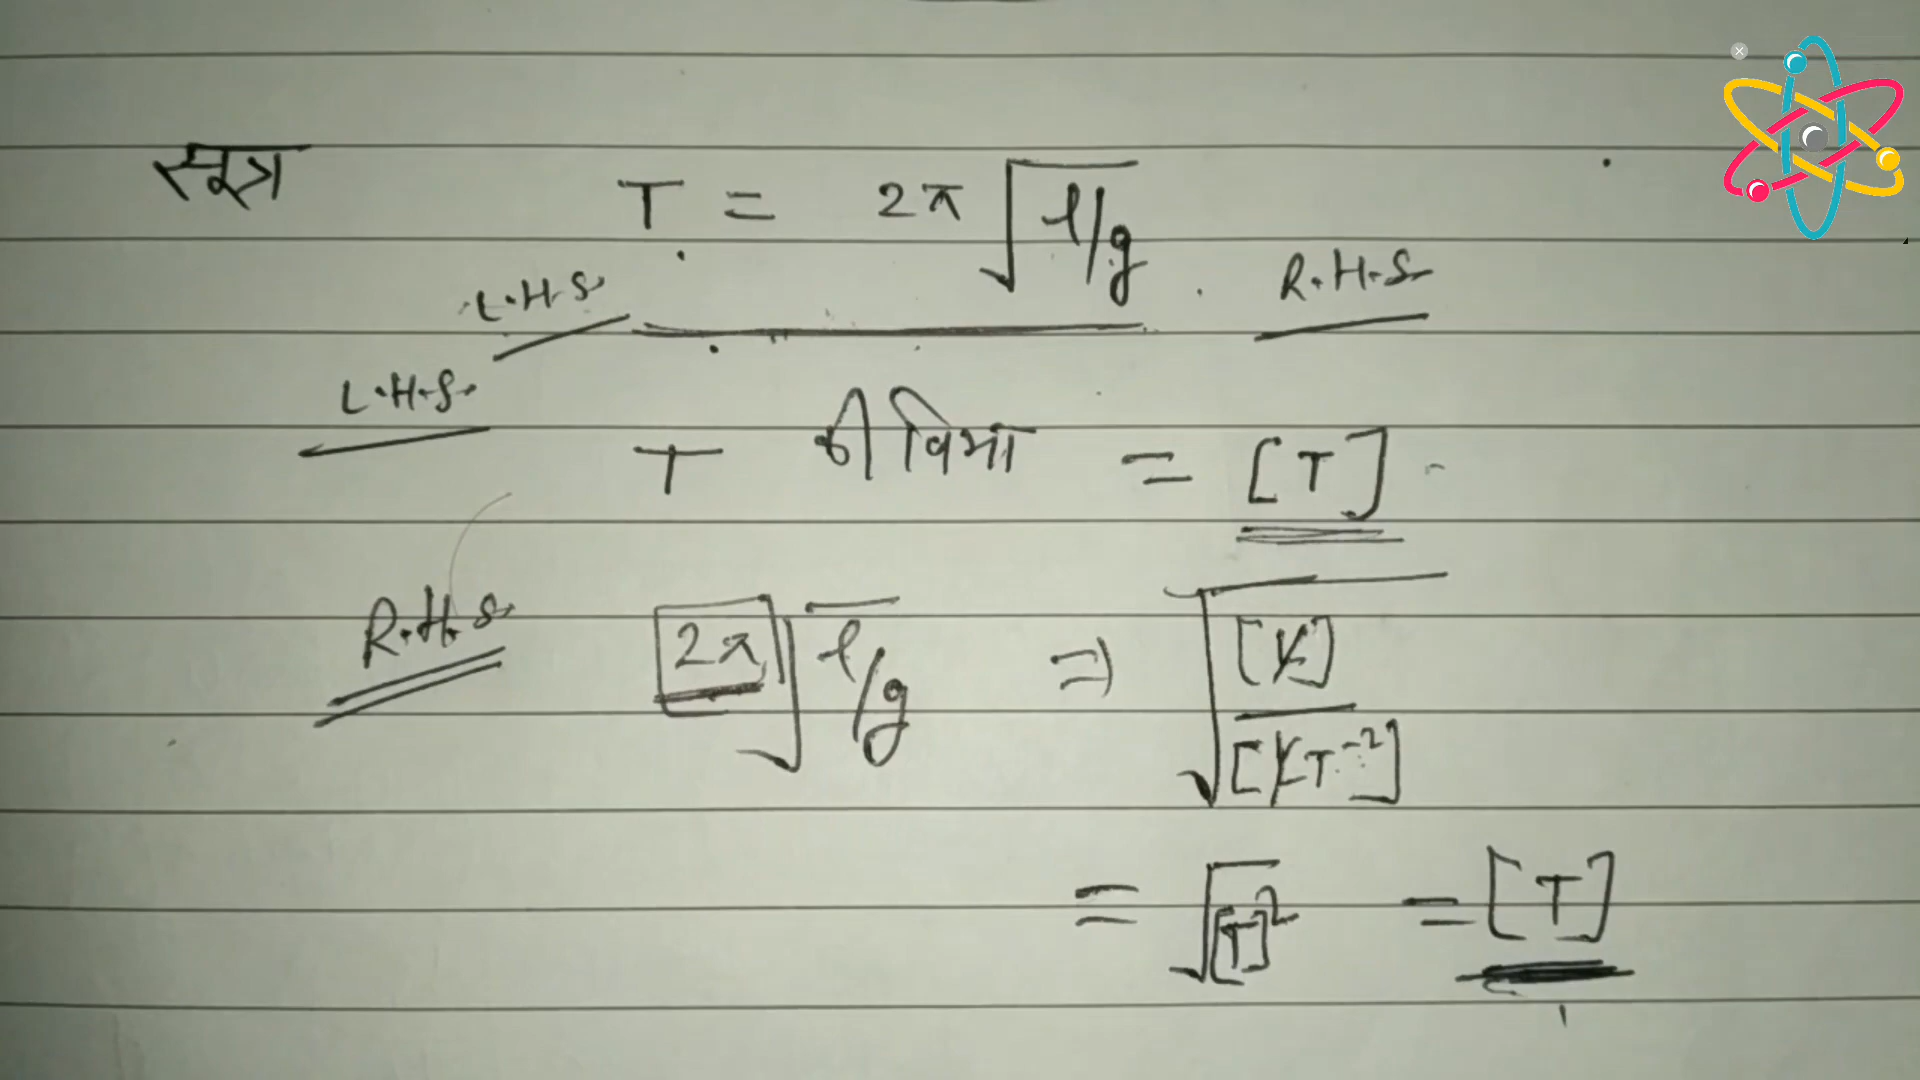 सूत्र T = 2π √l/g
L.H.S. R.H.S.
L.H.S. T की विमा = [T]
R.H.S. 2π √l/g ⇒ √[L]/[LT⁻²]
= √[T]² = [T]